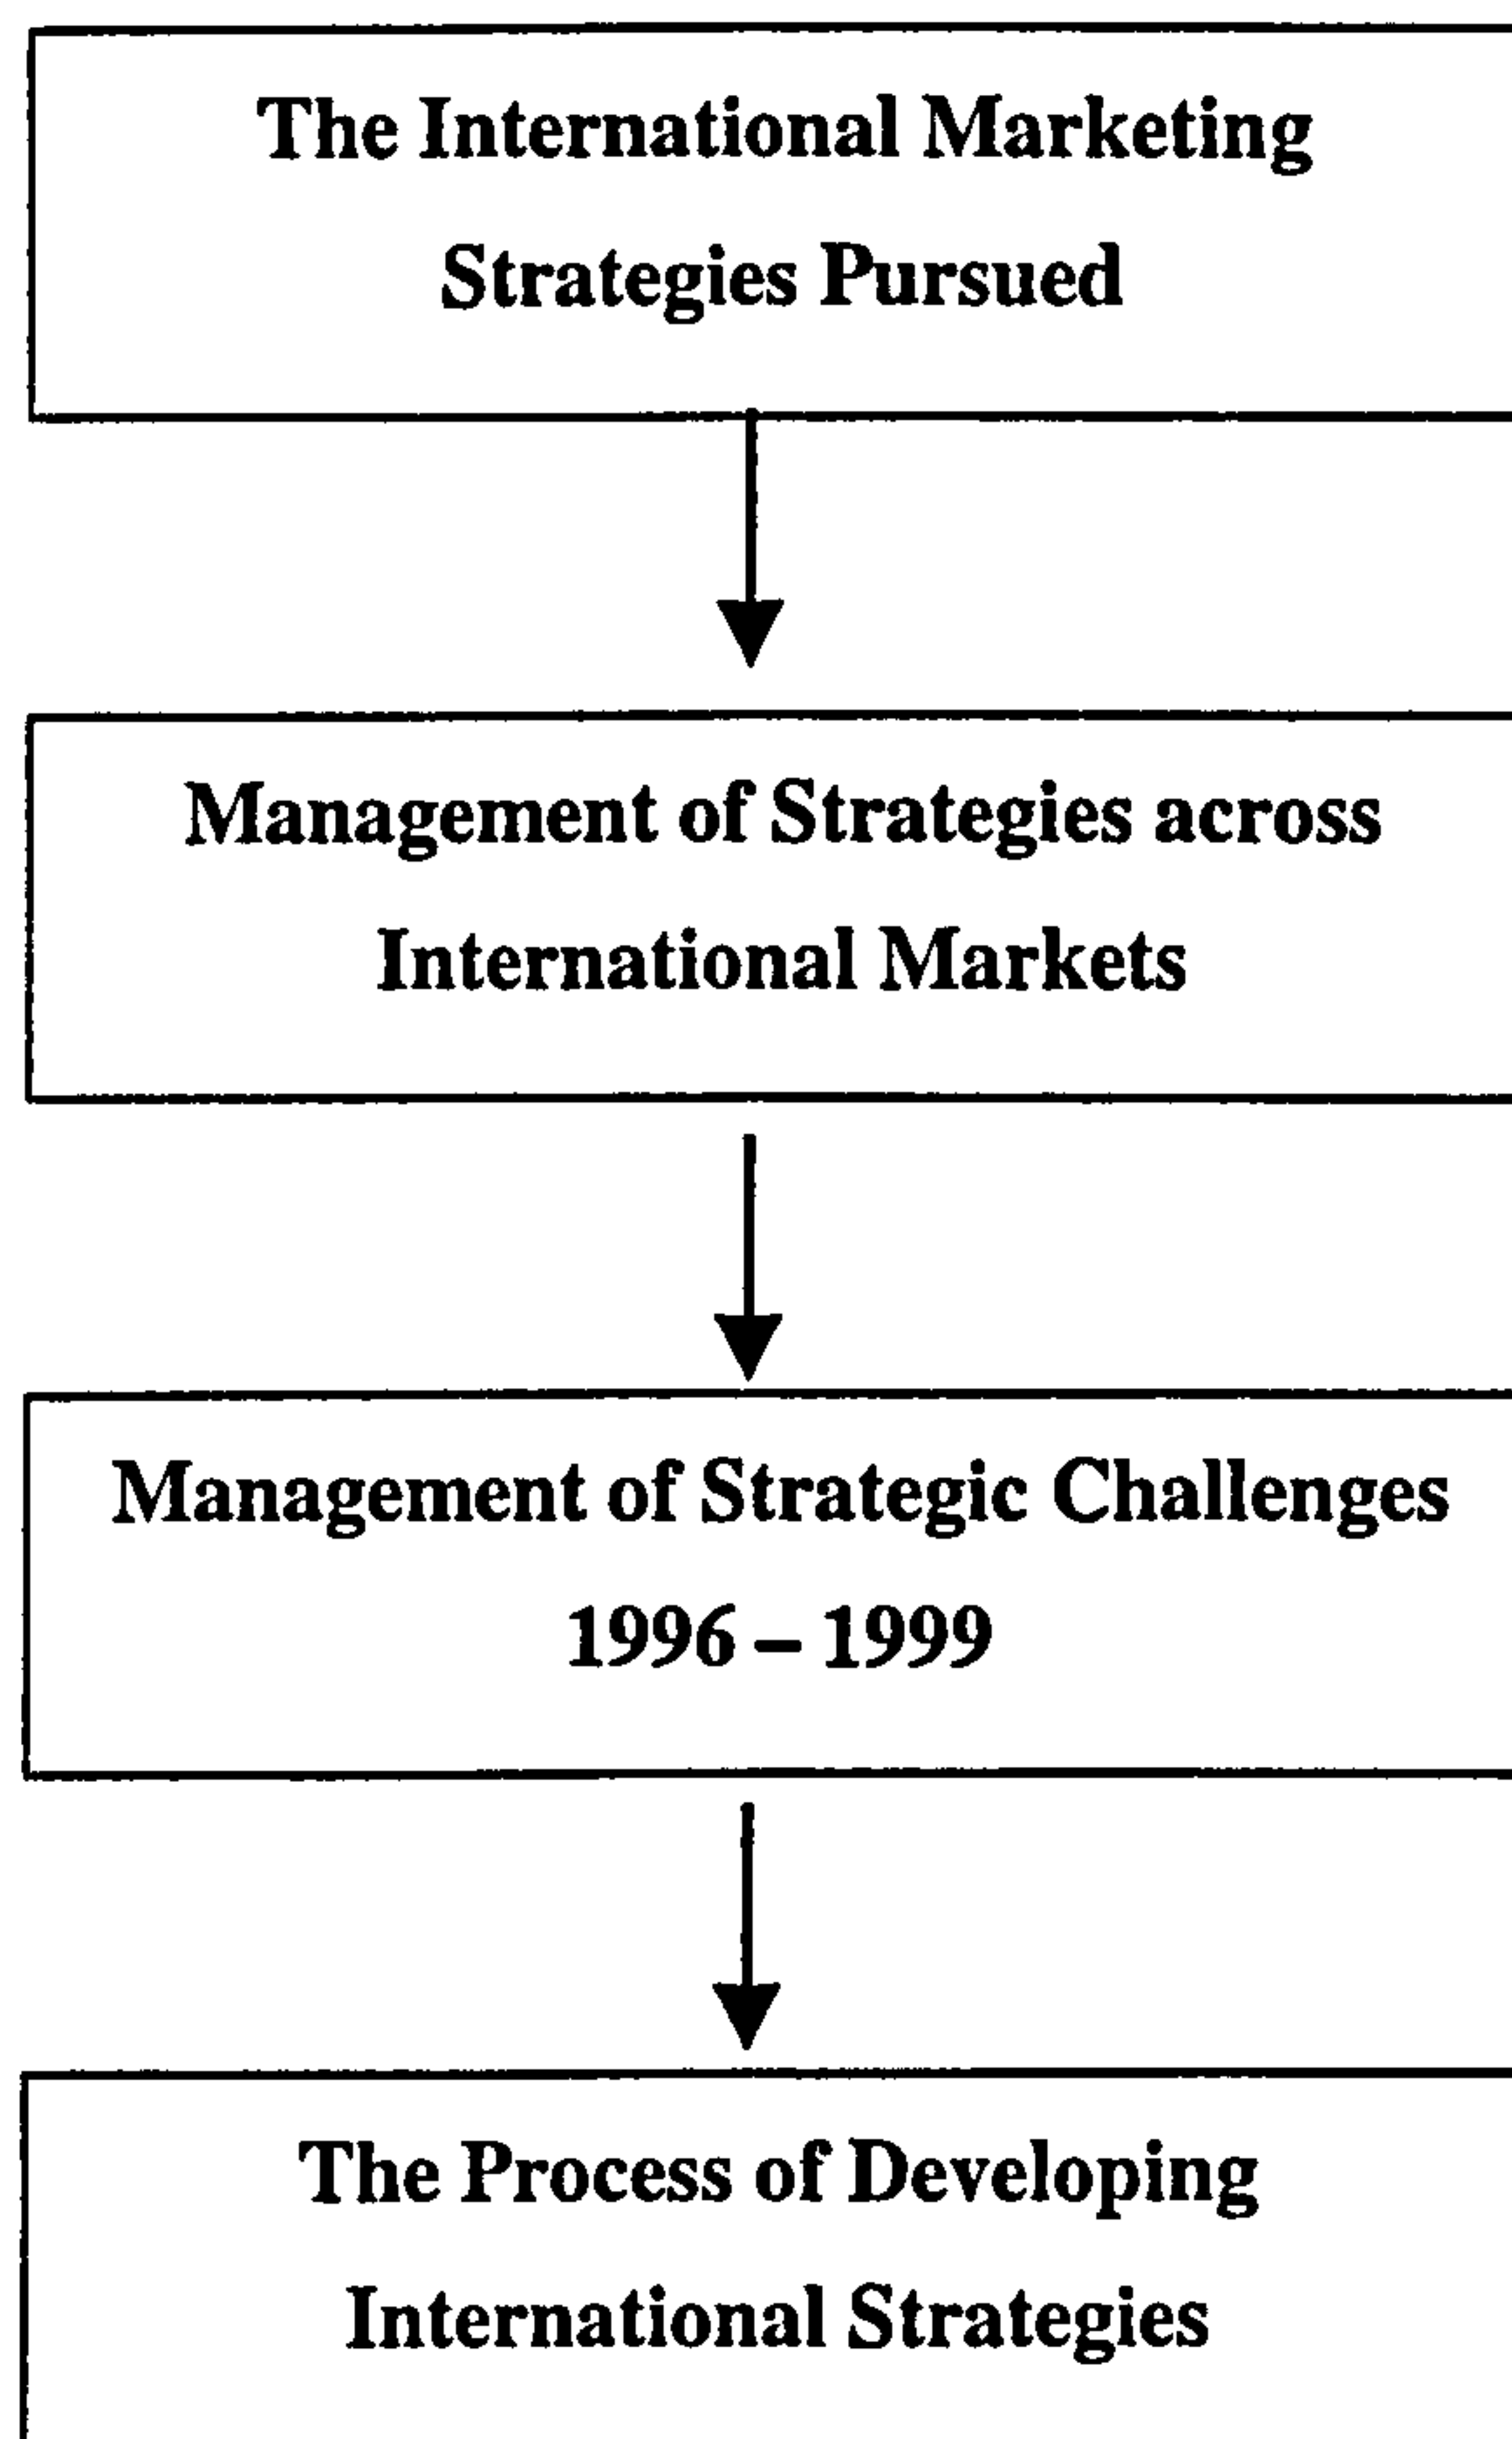 The International Marketing
Strategies Pursued
Management of Strategies across
International Markets
Management of Strategic Challenges
1996 – 1999
The Process of Developing
International Strategies